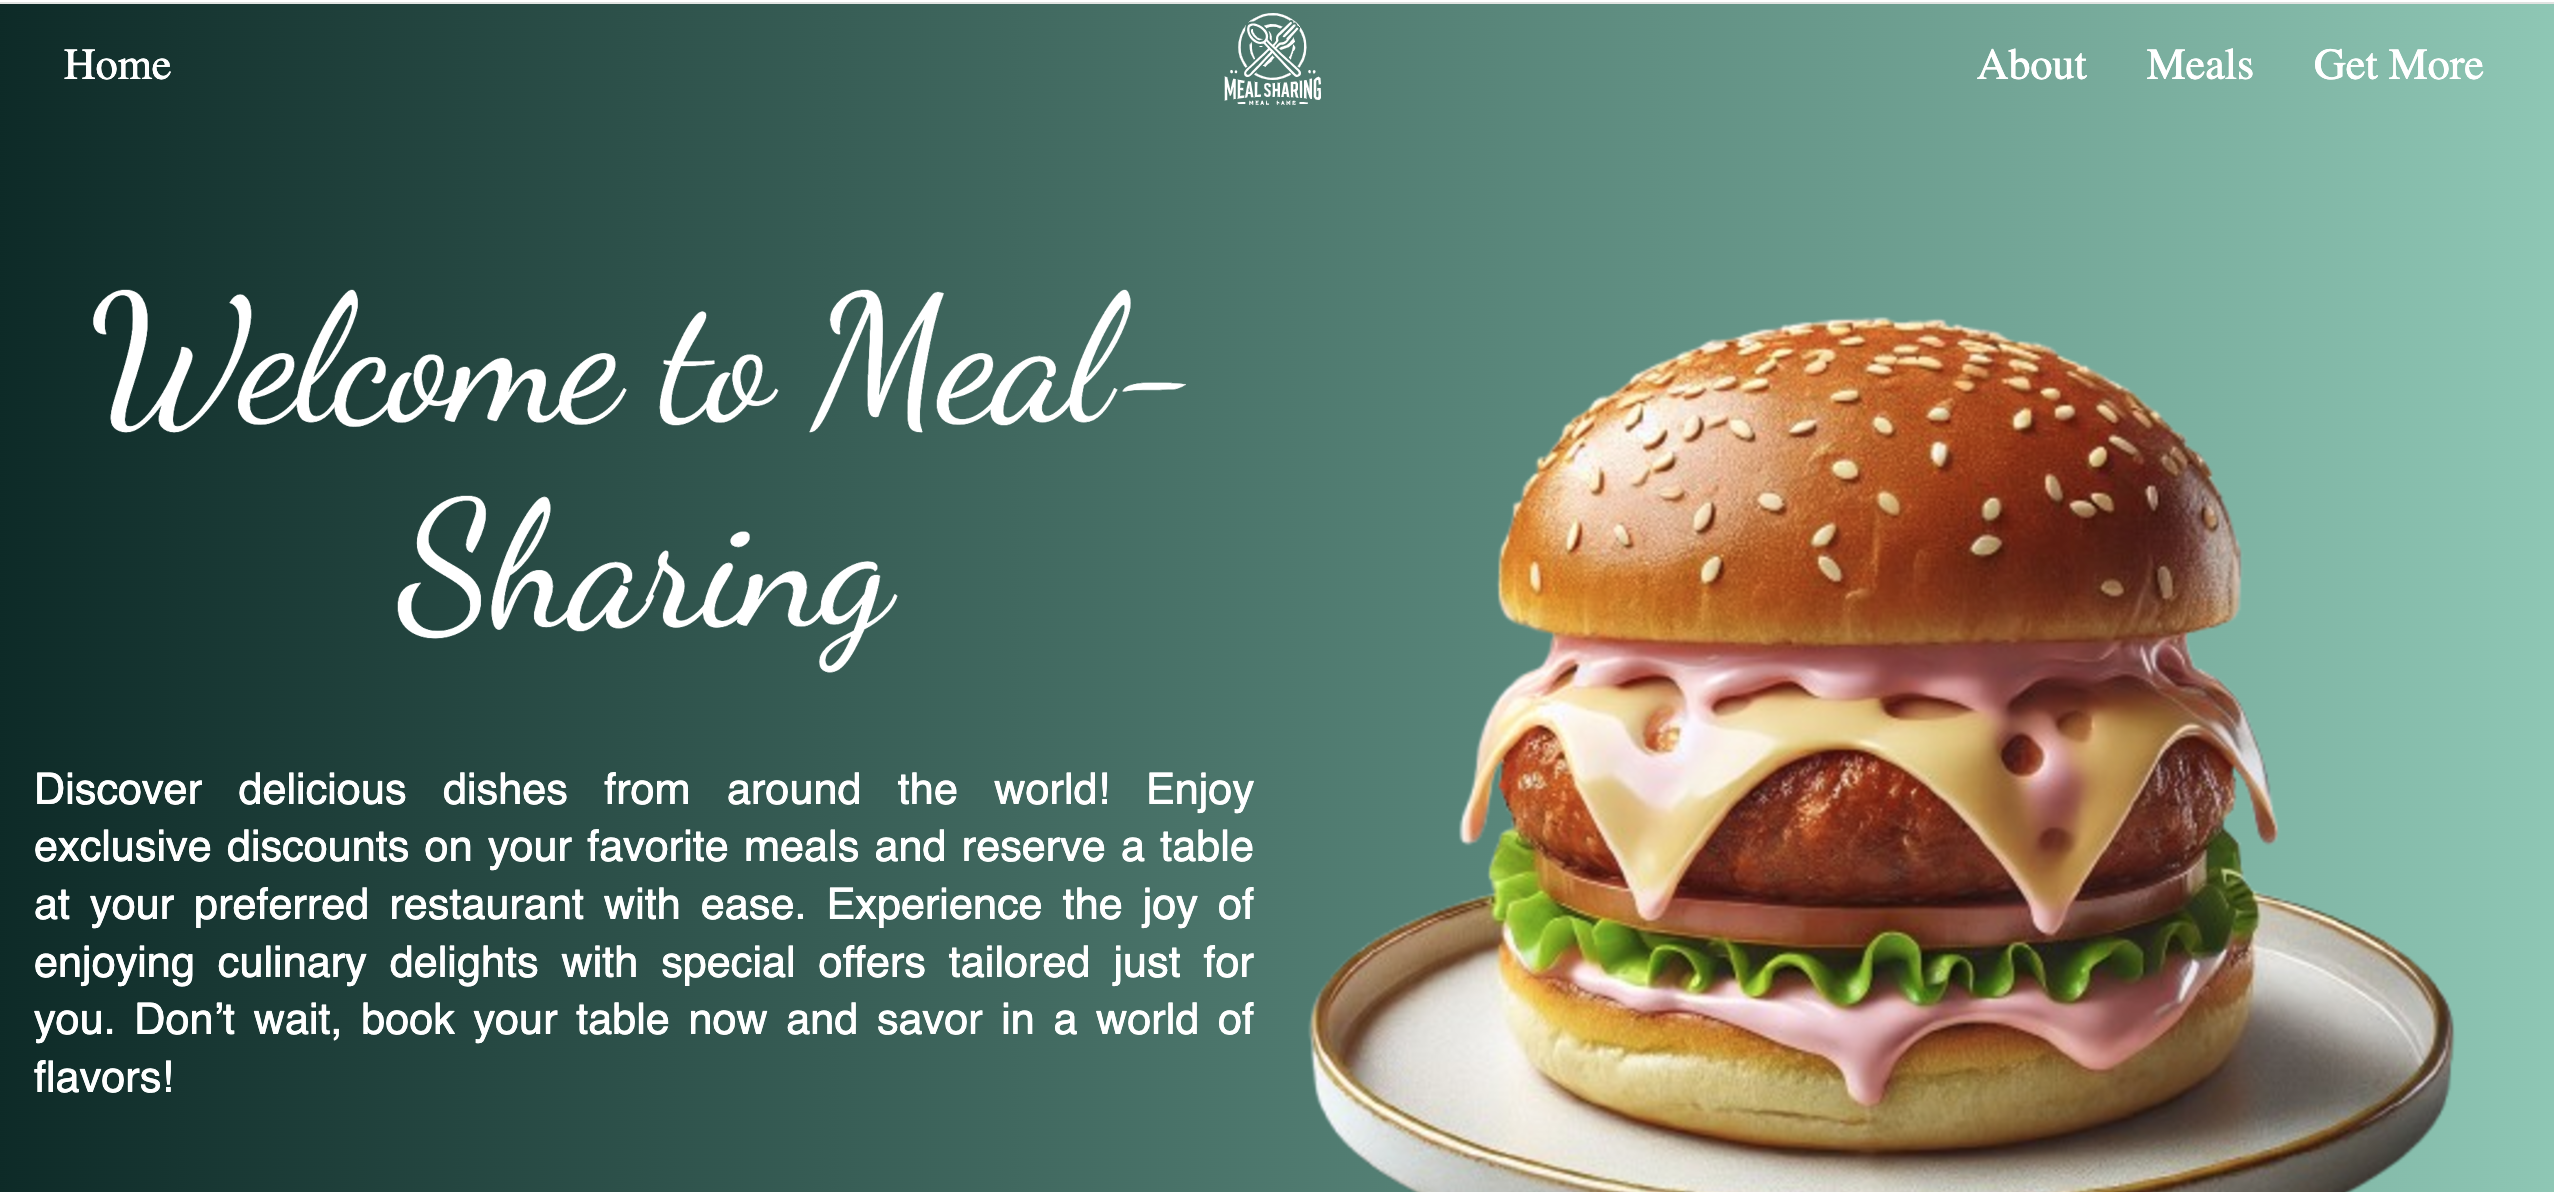 Home
MEAL SHARING
About
Meals
Get More
Welcome to Meal-
Sharing
Discover delicious dishes from around the world! Enjoy
exclusive discounts on your favorite meals and reserve a table
at your preferred restaurant with ease. Experience the joy of
enjoying culinary delights with special offers tailored just for
you. Don’t wait, book your table now and savor in a world of
flavors!